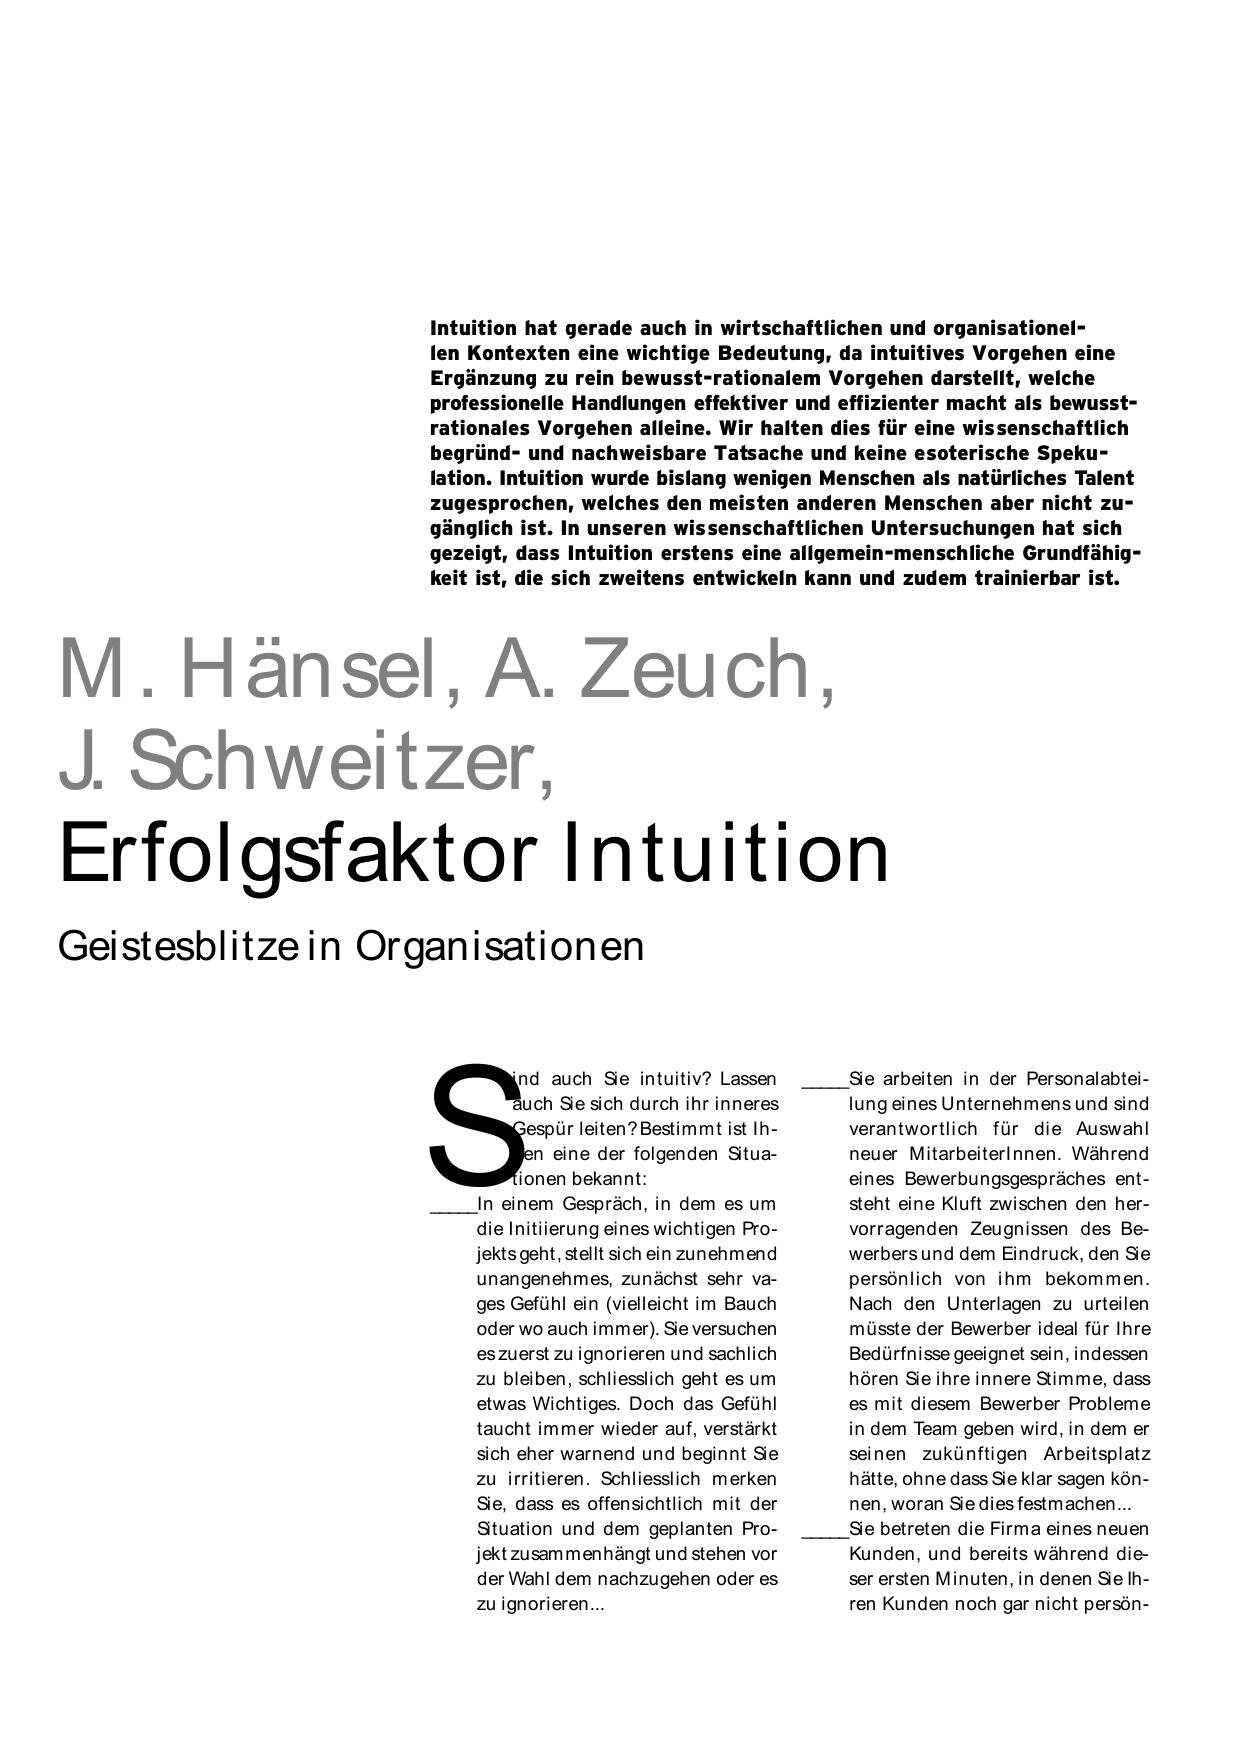 Intuition hat gerade auch in wirtschaftlichen und organisationel-
len Kontexten eine wichtige Bedeutung, da intuitives Vorgehen eine
Ergänzung zu rein bewusst-rationalem Vorgehen darstellt, welche
professionelle Handlungen effektiver und effizienter macht als bewusst-
rationales Vorgehen alleine. Wir halten dies für eine wissenschaftlich
begründ- und nachweisbare Tatsache und keine esoterische Speku-
lation. Intuition wurde bislang wenigen Menschen als natürliches Talent
zugesprochen, welches den meisten anderen Menschen aber nicht zu-
gänglich ist. In unseren wissenschaftlichen Untersuchungen hat sich
gezeigt, dass Intuition erstens eine allgemein-menschliche Grundfähig-
keit ist, die sich zweitens entwickeln kann und zudem trainierbar ist.
M. Hänsel, A. Zeuch,
J. Schweitzer,
Erfolgsfaktor Intuition
Geistesblitze in Organisationen
Sind auch Sie intuitiv? Lassen
auch Sie sich durch ihr inneres
Gespür leiten? Bestimmt ist Ih-
nen eine der folgenden Situa-
tionen bekannt:
_____In einem Gespräch, in dem es um
die Initiierung eines wichtigen Pro-
jekts geht, stellt sich ein zunehmend
unangenehmes, zunächst sehr va-
ges Gefühl ein (vielleicht im Bauch
oder wo auch immer). Sie versuchen
es zuerst zu ignorieren und sachlich
zu bleiben, schliesslich geht es um
etwas Wichtiges. Doch das Gefühl
taucht immer wieder auf, verstärkt
sich eher warnend und beginnt Sie
zu irritieren. Schliesslich merken
Sie, dass es offensichtlich mit der
Situation und dem geplanten Pro-
jekt zusammenhängt und stehen vor
der Wahl dem nachzugehen oder es
zu ignorieren...
_____Sie arbeiten in der Personalabtei-
lung eines Unternehmens und sind
verantwortlich für die Auswahl
neuer MitarbeiterInnen. Während
eines Bewerbungsgespräches ent-
steht eine Kluft zwischen den her-
vorragenden Zeugnissen des Be-
werbers und dem Eindruck, den Sie
persönlich von ihm bekommen.
Nach den Unterlagen zu urteilen
müsste der Bewerber ideal für Ihre
Bedürfnisse geeignet sein, indessen
hören Sie ihre innere Stimme, dass
es mit diesem Bewerber Probleme
in dem Team geben wird, in dem er
seinen zukünftigen Arbeitsplatz
hätte, ohne dass Sie klar sagen kön-
nen, woran Sie dies festmachen...
_____Sie betreten die Firma eines neuen
Kunden, und bereits während die-
ser ersten Minuten, in denen Sie Ih-
ren Kunden noch gar nicht persön-